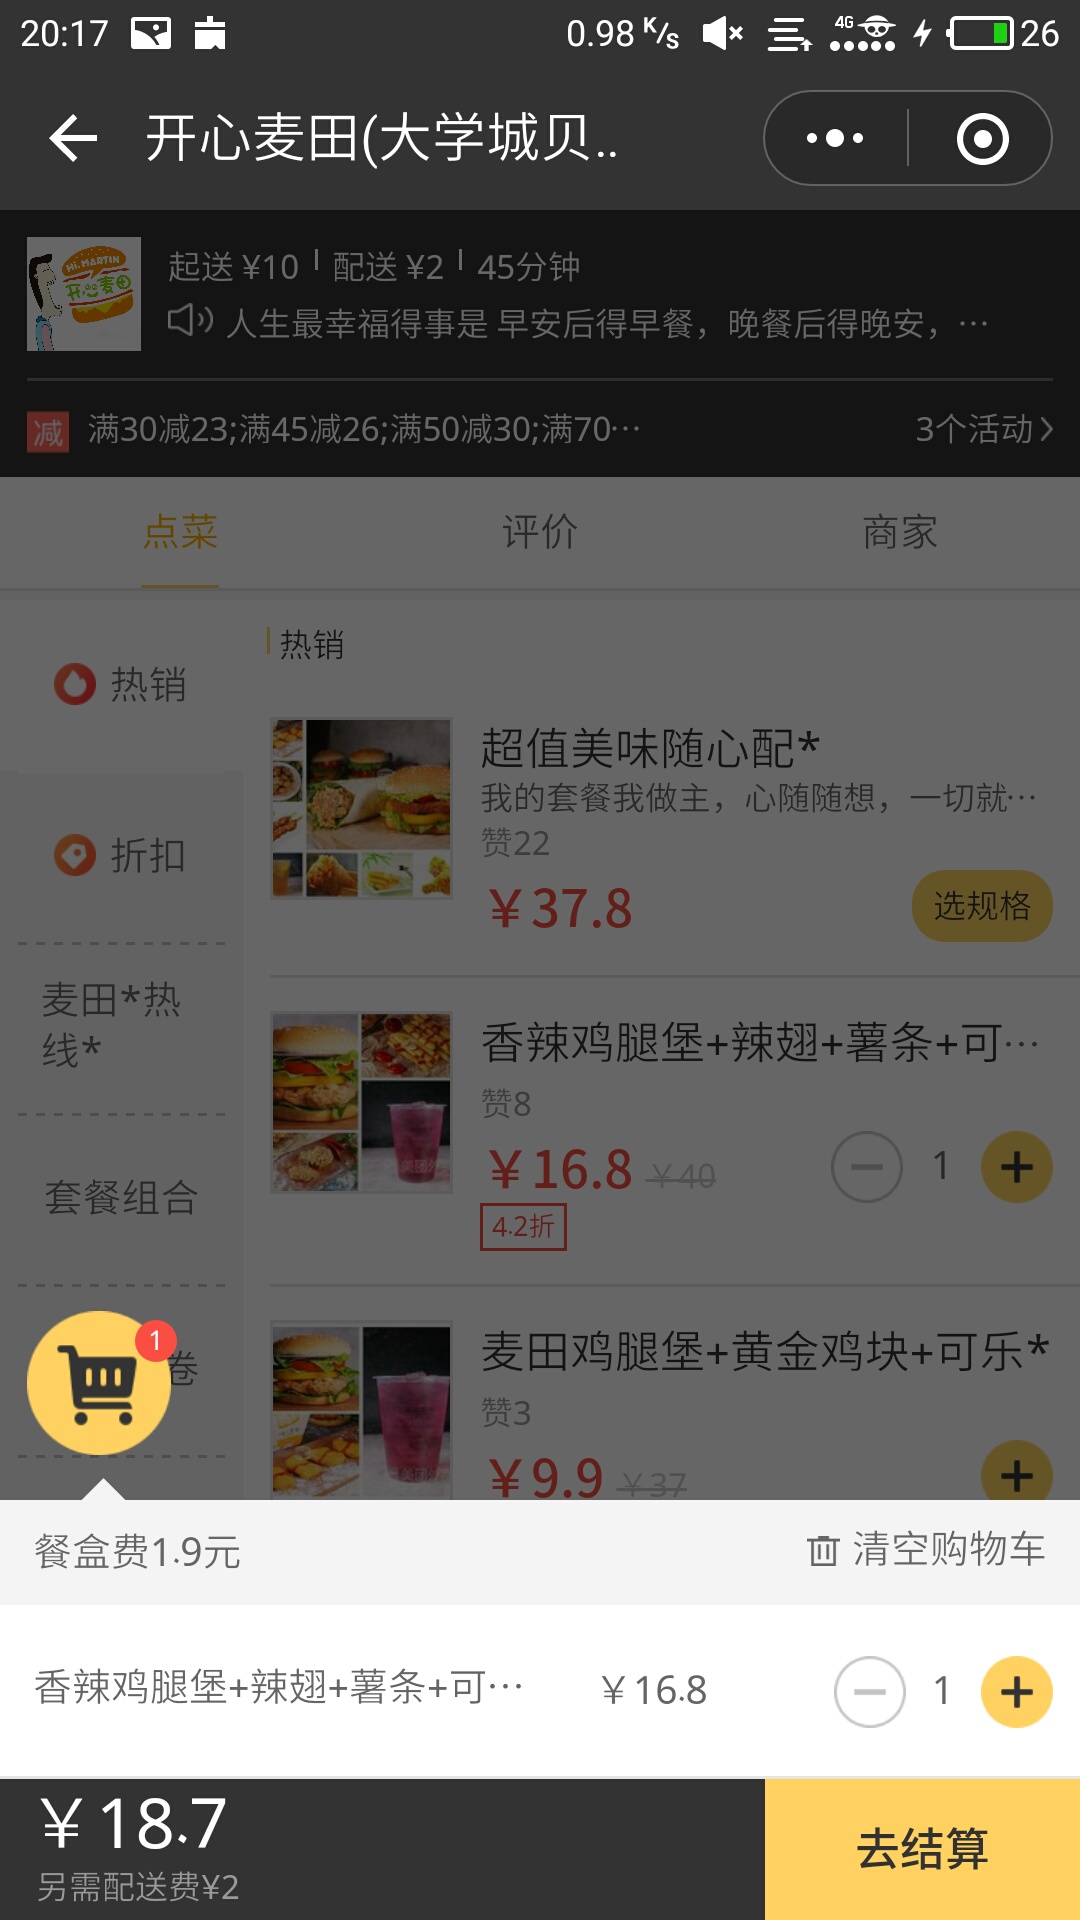 20:17
0.98 K/s
4G
26
开心麦田(大学城贝..
Hi.MARTIN
开心麦田
起送 ¥10
配送 ¥2
45分钟
人生最幸福得事是 早安后得早餐，晚餐后得晚安，…
减
满30减23;满45减26;满50减30;满70…
3个活动
点菜
评价
商家
热销
折扣
麦田*热
线*
套餐组合
卷
热销
超值美味随心配*
我的套餐我做主，心随随想，一切就…
赞22
￥37.8
选规格
香辣鸡腿堡+辣翅+薯条+可…
赞8
￥16.8
￥40
1
4.2折
麦田鸡腿堡+黄金鸡块+可乐*
赞3
￥9.9
￥37
1
餐盒费1.9元
清空购物车
香辣鸡腿堡+辣翅+薯条+可…
￥16.8
1
￥18.7
另需配送费¥2
去结算